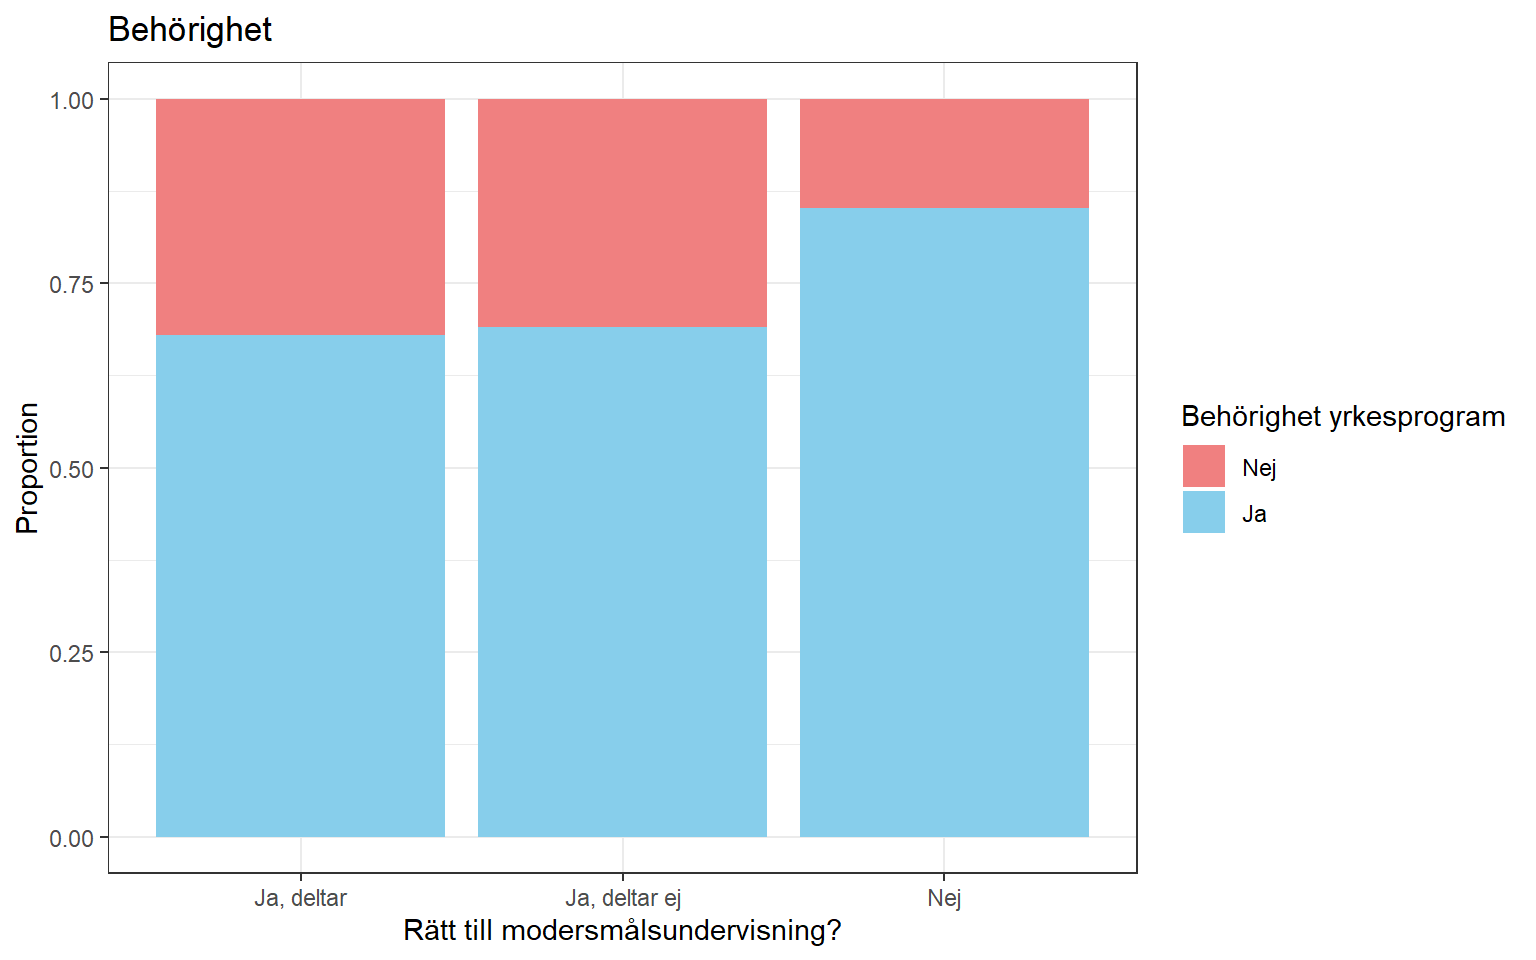 Behörighet
1.00
0.75
0.50
0.25
0.00
Proportion
Ja, deltar
Ja, deltar ej
Nej
Rätt till modersmålsundervisning?
Behörighet yrkesprogram
Nej
Ja